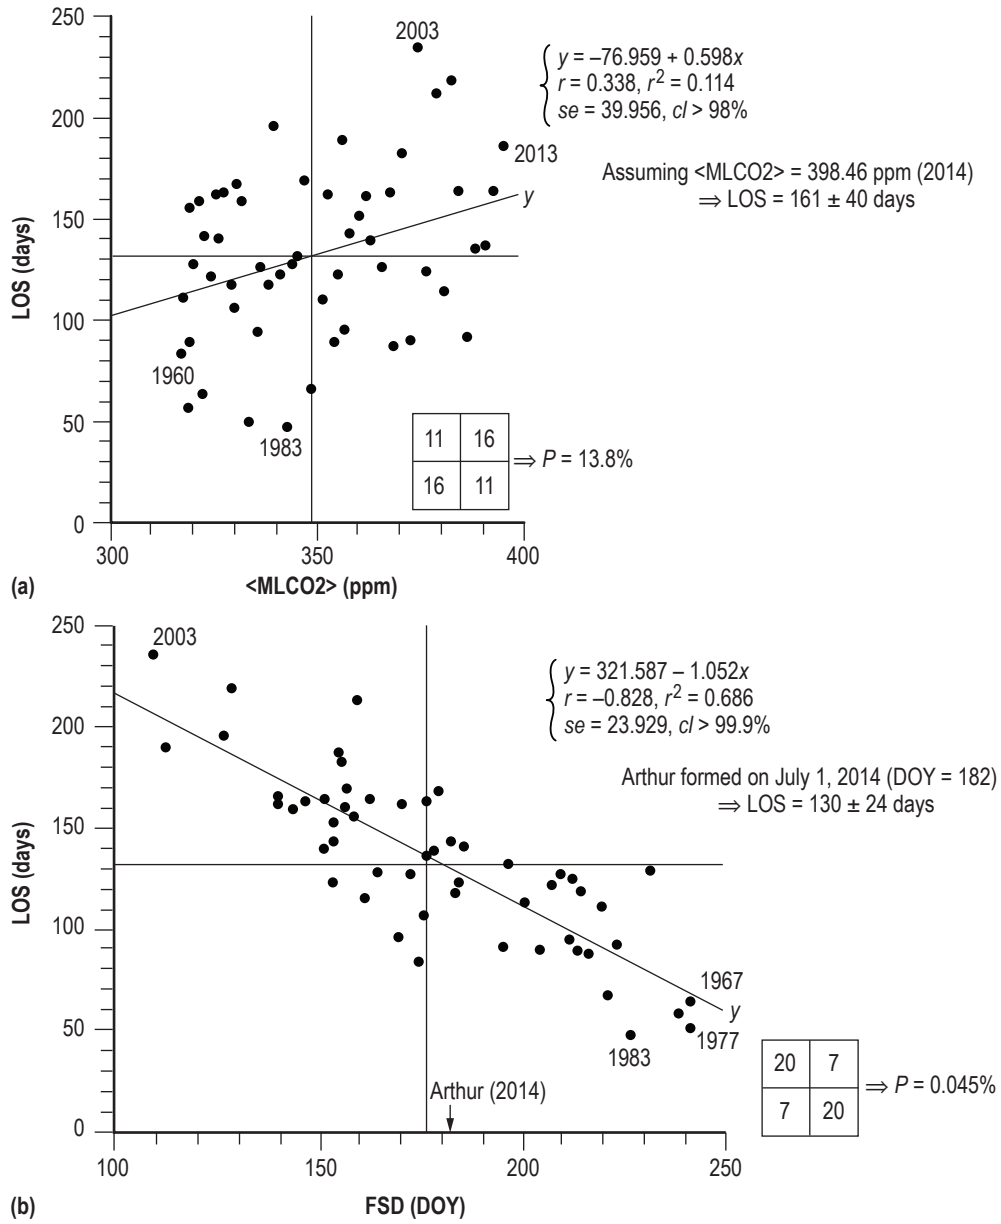 250
200
150
100
50
0
LOS (days)
2003
2013
y
1960
1983
y = –76.959 + 0.598x
r = 0.338, r² = 0.114
se = 39.956, cl > 98%
Assuming <MLCO2> = 398.46 ppm (2014)
⇒ LOS = 161 ± 40 days
11 16
16 11
⇒ P = 13.8%
300 350 400
(a)
<MLCO2> (ppm)
250
200
150
100
50
0
LOS (days)
2003
y = 321.587 – 1.052x
r = –0.828, r² = 0.686
se = 23.929, cl > 99.9%
Arthur formed on July 1, 2014 (DOY = 182)
⇒ LOS = 130 ± 24 days
1967
y
1977
1983
Arthur (2014)
20 7
7 20
⇒ P = 0.045%
100 150 200 250
(b)
FSD (DOY)